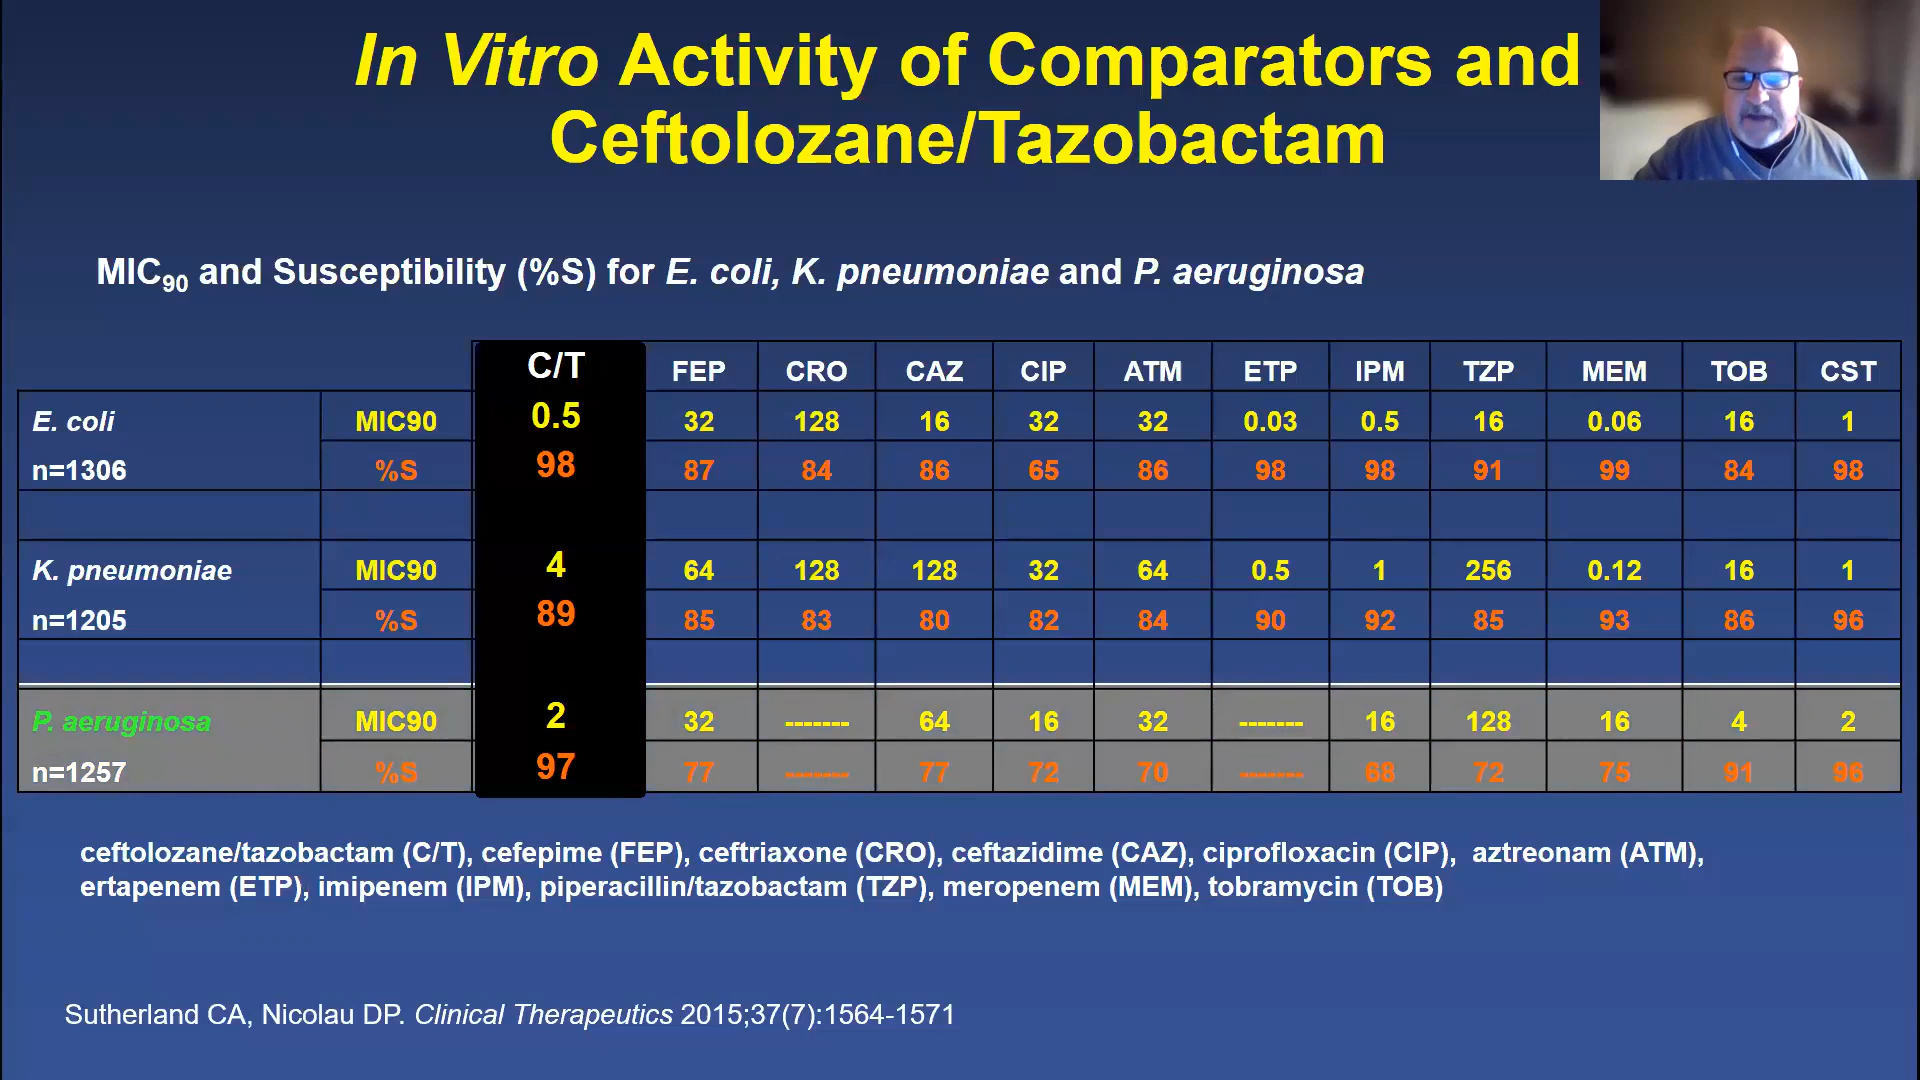 In Vitro Activity of Comparators and
Ceftolozane/Tazobactam
MIC90 and Susceptibility (%S) for E. coli, K. pneumoniae and P. aeruginosa
C/T FEP CRO CAZ CIP ATM ETP IPM TZP MEM TOB CST
E. coli MIC90 0.5 32 128 16 32 32 0.03 0.5 16 0.06 16 1
n=1306 %S 98 87 84 86 65 86 98 98 91 99 84 98
K. pneumoniae MIC90 4 64 128 128 32 64 0.5 1 256 0.12 16 1
n=1205 %S 89 85 83 80 82 84 90 92 85 93 86 96
P. aeruginosa MIC90 2 32 ------- 64 16 32 ------- 16 128 16 4 2
n=1257 %S 97 77 ------- 77 72 70 ------- 68 72 75 91 96
ceftolozane/tazobactam (C/T), cefepime (FEP), ceftriaxone (CRO), ceftazidime (CAZ), ciprofloxacin (CIP), aztreonam (ATM),
ertapenem (ETP), imipenem (IPM), piperacillin/tazobactam (TZP), meropenem (MEM), tobramycin (TOB)
Sutherland CA, Nicolau DP. Clinical Therapeutics 2015;37(7):1564-1571